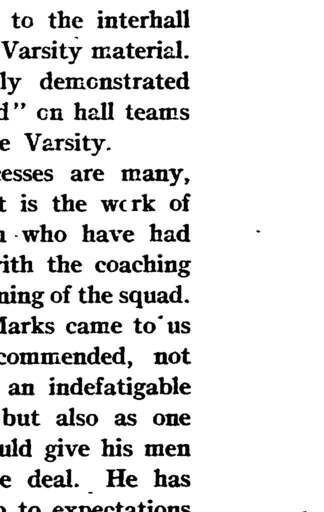 to the interhall
Varsity material.
ly demonstrated
d" on hall teams
e Varsity.
esses are many,
t is the work of
who have had
with the coaching
ning of the squad.
Marks came to us
commended, not
an indefatigable
but also as one
uld give his men
e deal. He has
to expectations